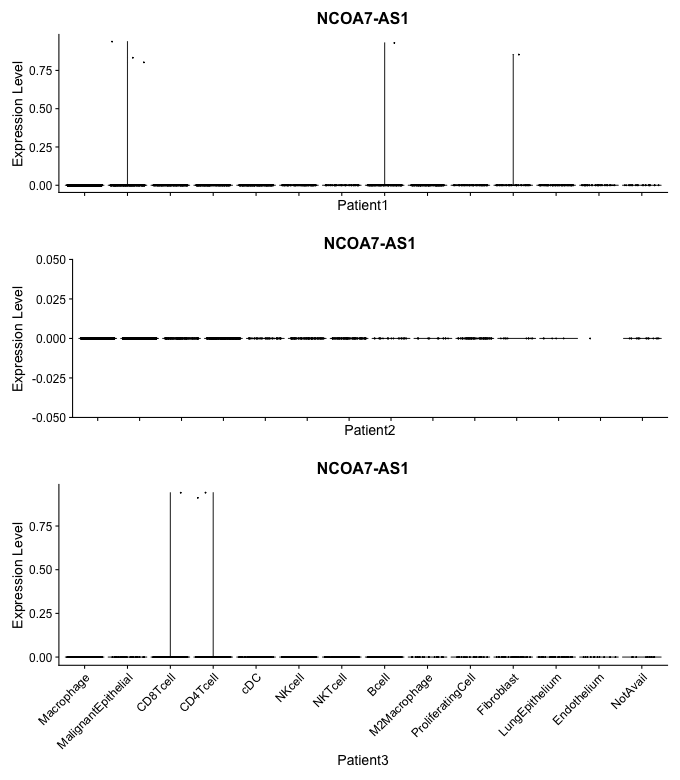 NCOA7-AS1
Expression Level
0.75
0.50
0.25
0.00
Patient1
NCOA7-AS1
Expression Level
0.050
0.025
0.000
-0.025
-0.050
Patient2
NCOA7-AS1
Expression Level
0.75
0.50
0.25
0.00
Macrophage
MalignantEpithelial
CD8Tcell
CD4Tcell
cDC
NKcell
NKTcell
Bcell
M2Macrophage
ProliferatingCell
Fibroblast
LungEpithelium
Endothelium
NotAvail
Patient3